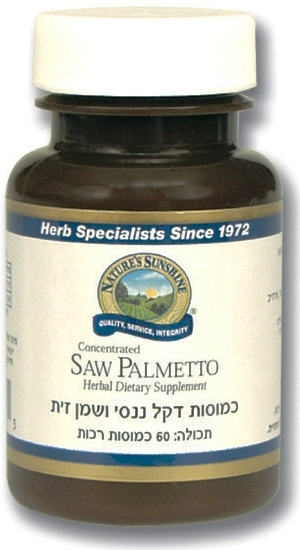 Herb Specialists Since 1972
NATURE'S SUNSHINE
®
QUALITY, SERVICE, INTEGRITY
Concentrated
SAW PALMETTO
Herbal Dietary Supplement
כמוסות דקל ננסי ושמן זית
תכולה: 60 כמוסות רכות